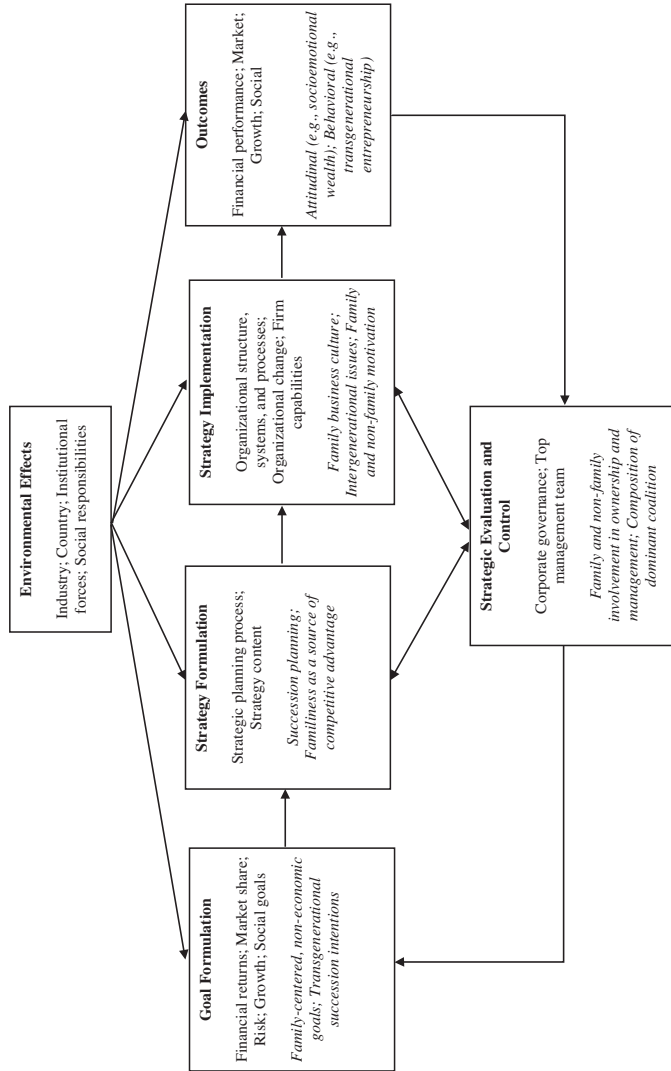 Environmental Effects
Industry; Country; Institutional
forces; Social responsibilities
Goal Formulation
Financial returns; Market share;
Risk; Growth; Social goals
Family-centered, non-economic
goals; Transgenerational
succession intentions
Strategy Formulation
Strategic planning process;
Strategy content
Succession planning;
Familiness as a source of
competitive advantage
Strategy Implementation
Organizational structure,
systems, and processes;
Organizational change; Firm
capabilities
Family business culture;
Intergenerational issues; Family
and non-family motivation
Outcomes
Financial performance; Market;
Growth; Social
Attitudinal (e.g., socioemotional
wealth); Behavioral (e.g.,
transgenerational
entrepreneurship)
Strategic Evaluation and
Control
Corporate governance; Top
management team
Family and non-family
involvement in ownership and
management; Composition of
dominant coalition